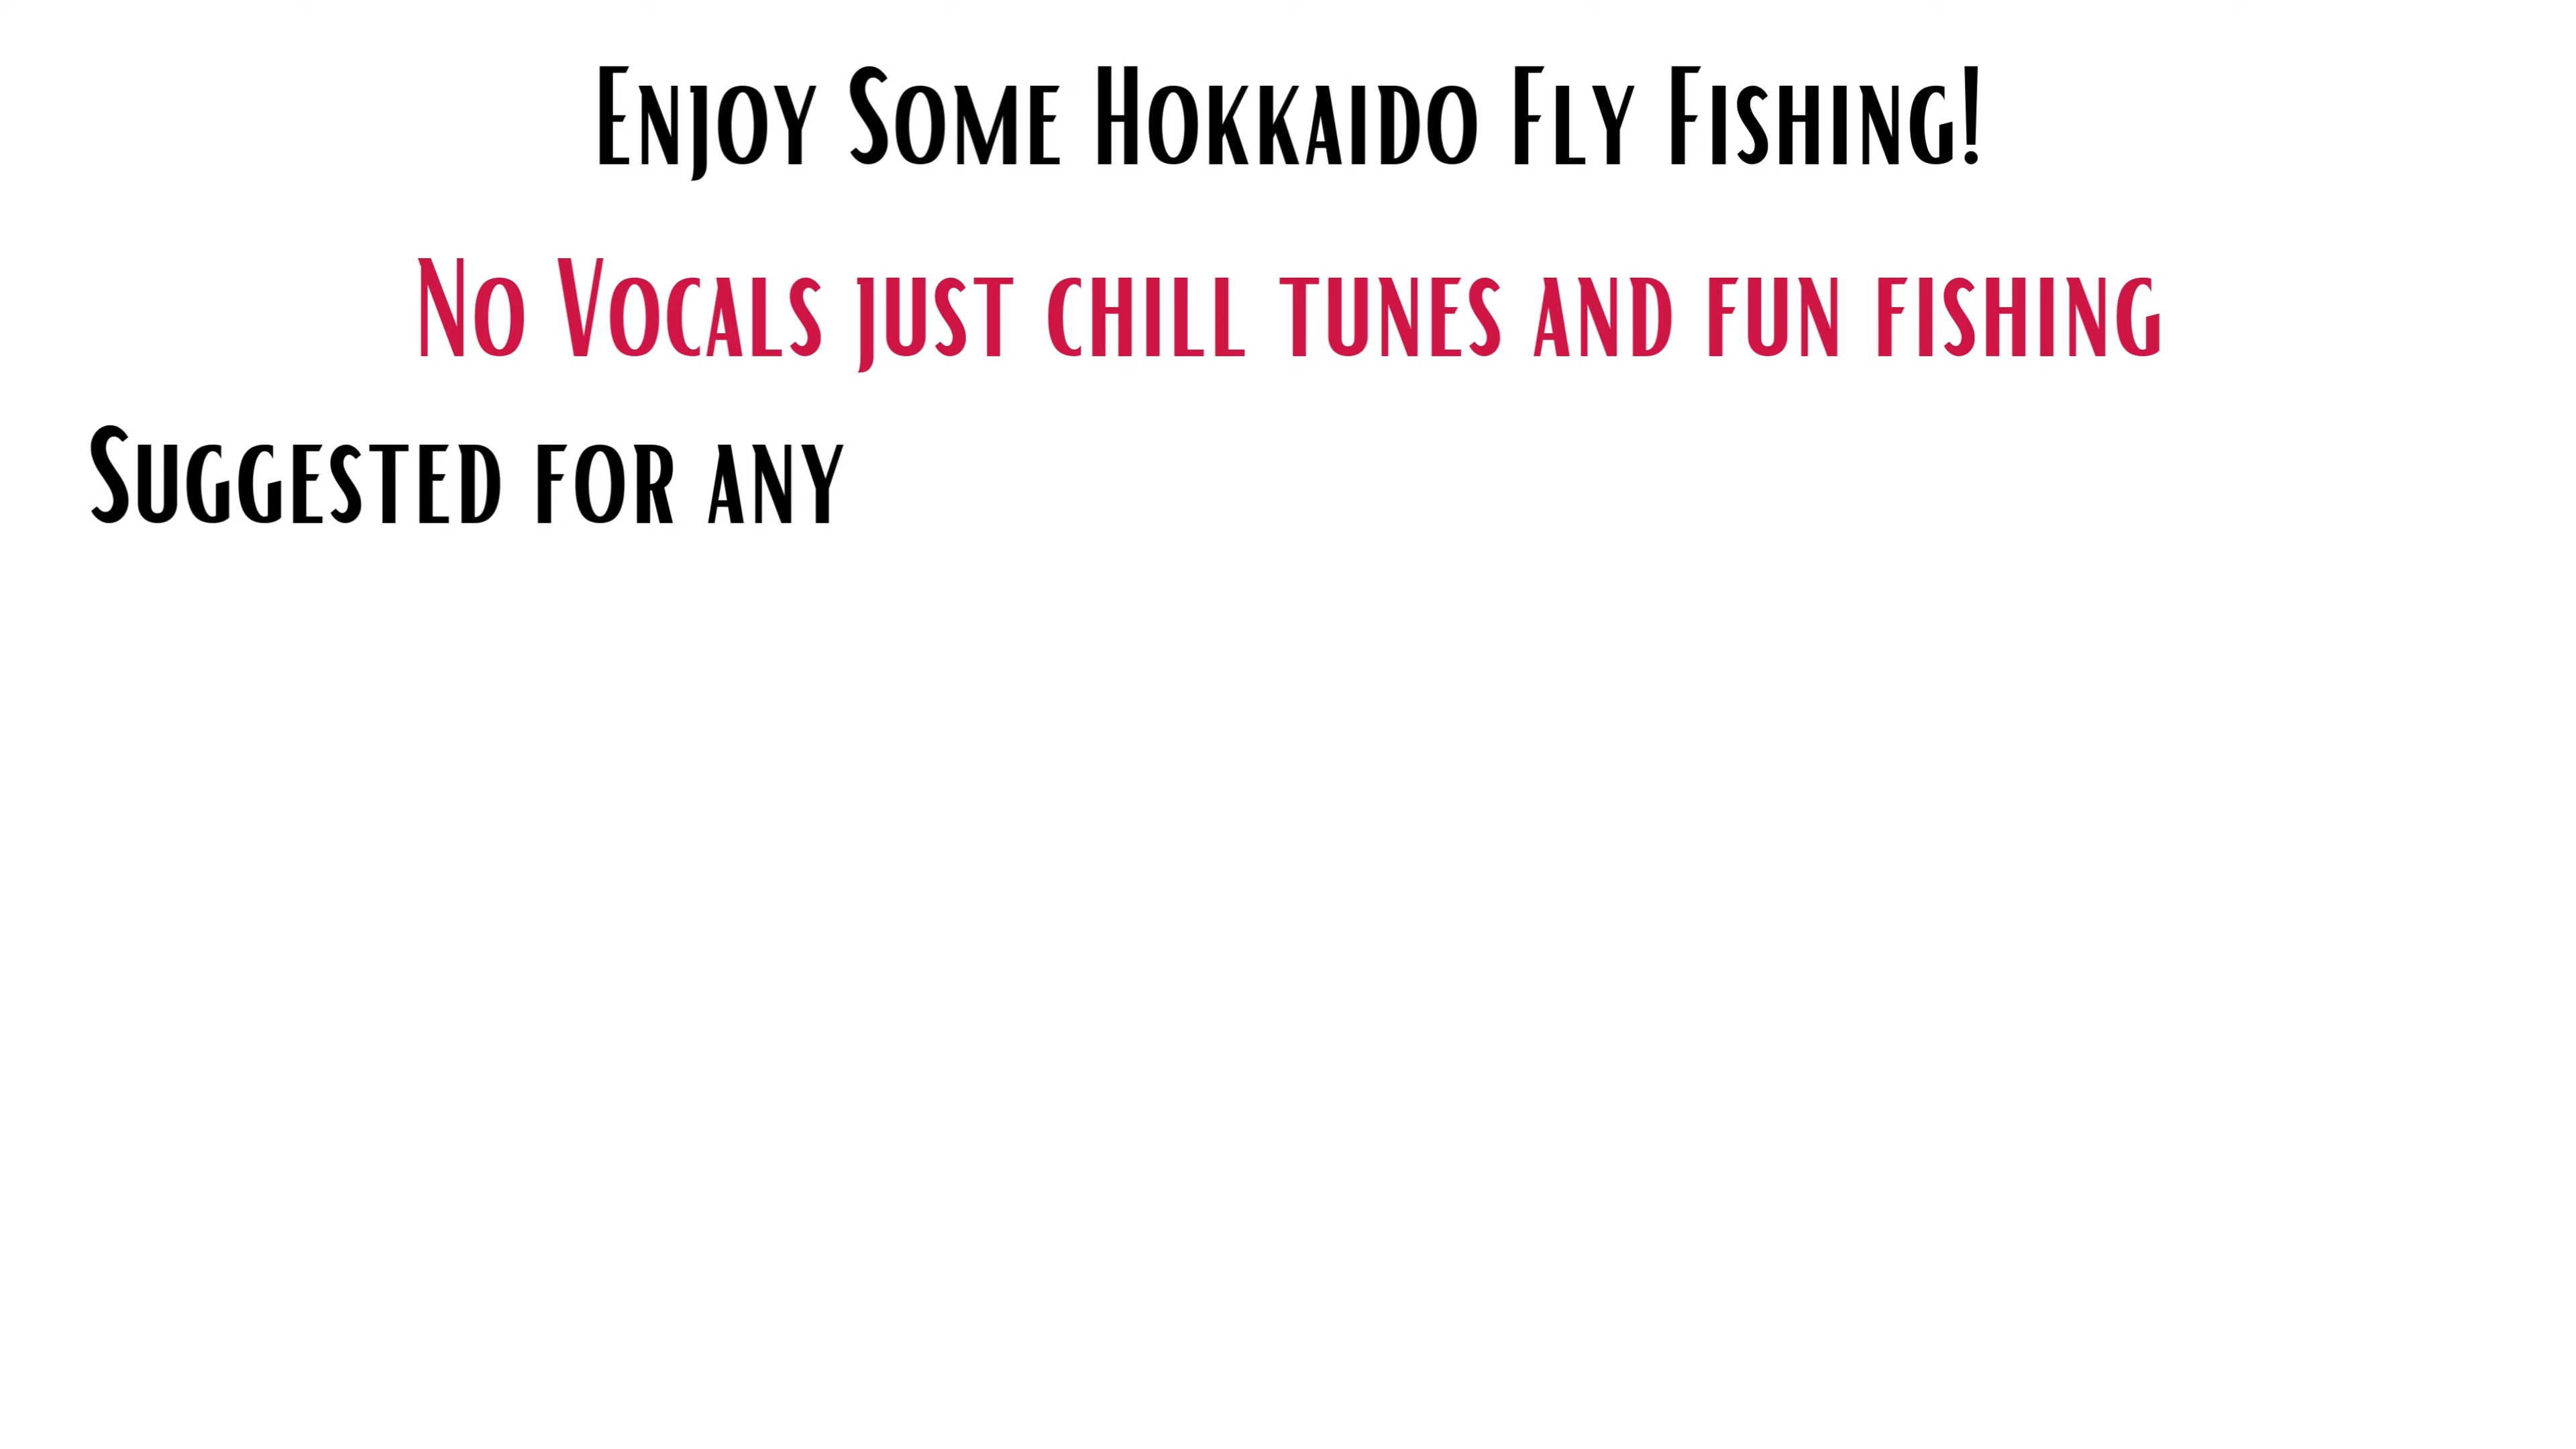 Enjoy Some Hokkaido Fly Fishing!
No Vocals just chill tunes and fun fishing
Suggested for any